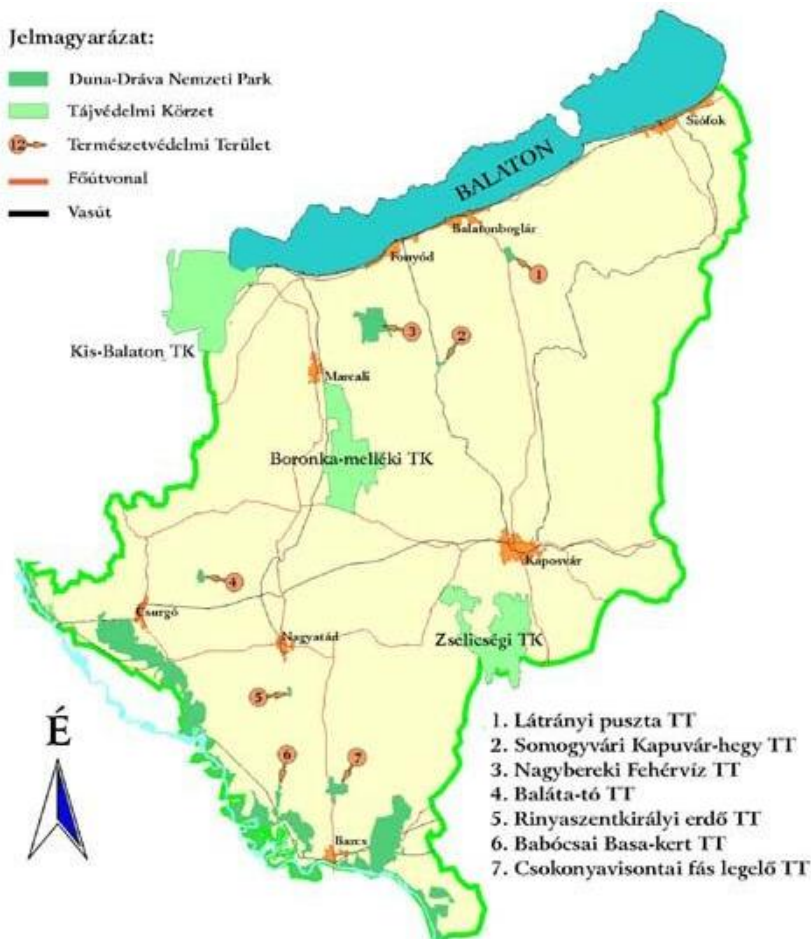 Jelmagyarázat:
Duna-Dráva Nemzeti Park
Tájvédelmi Körzet
12 Természetvédelmi Terület
Főútvonal
Vasút
Siófok
BALATON
Balatonboglár
Fonyód
1
3
2
Kis-Balaton TK
Marcali
Boronka-melléki TK
Kaposvár
4
Csurgó
Nagyatád
Zselicségi TK
5
6
7
Barcs
É
1. Látrányi puszta TT
2. Somogyvári Kapuvár-hegy TT
3. Nagybereki Fehérvíz TT
4. Baláta-tó TT
5. Rinyaszentkirályi erdő TT
6. Babócsai Basa-kert TT
7. Csokonyavisontai fás legelő TT